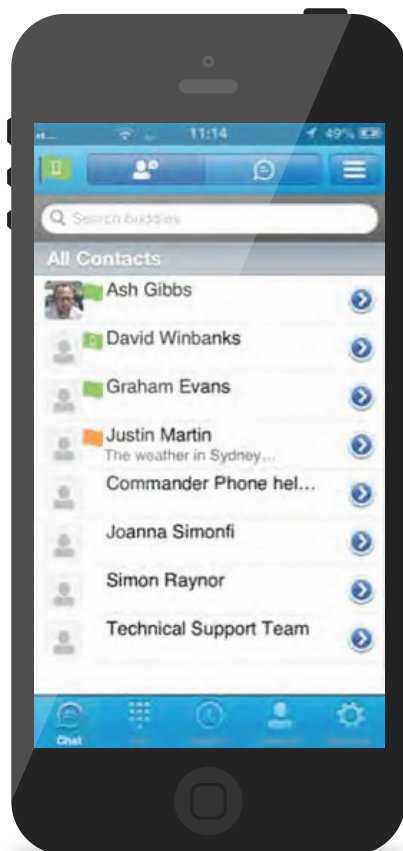 11:14
49%
Search buddies
All Contacts
Ash Gibbs
David Winbanks
Graham Evans
Justin Martin
The weather in Sydney...
Commander Phone hel...
Joanna Simonfi
Simon Raynor
Technical Support Team
Chat